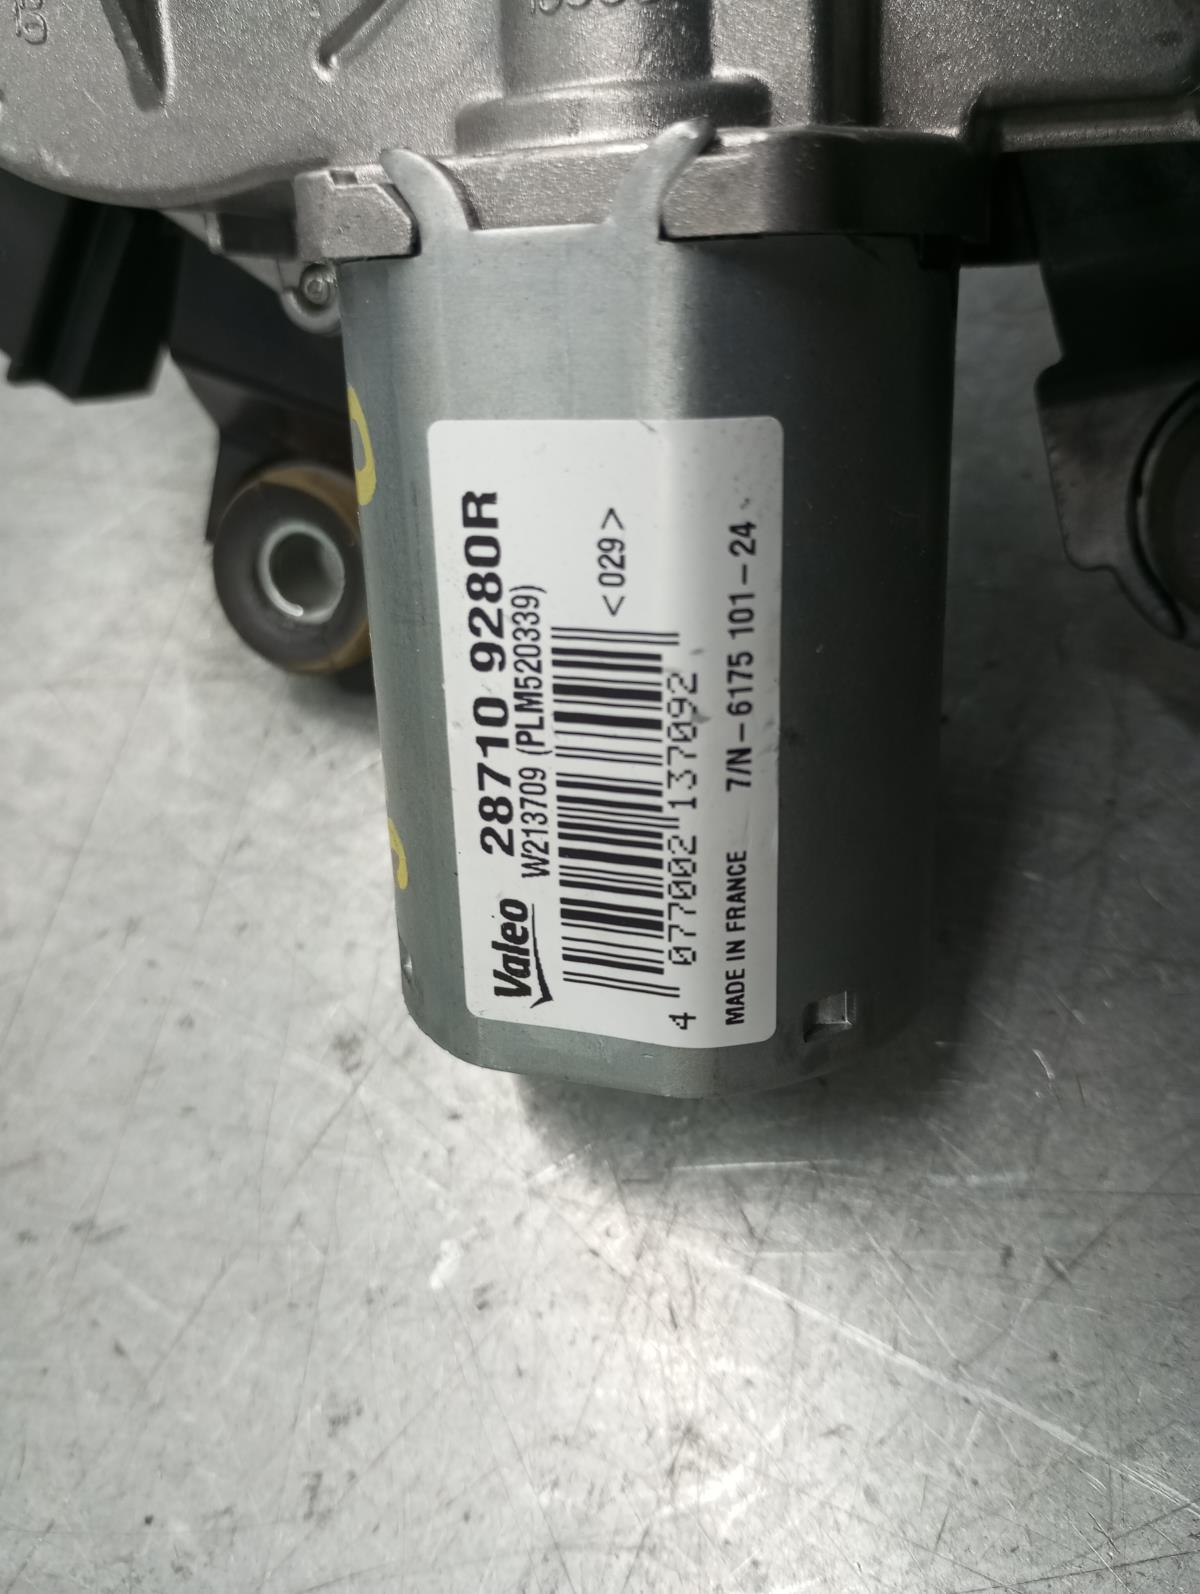 Valeo 28710 9280R
W213709 (PLM520339)
<029>
4 077002 137092
MADE IN FRANCE 7/N-6175 101-24